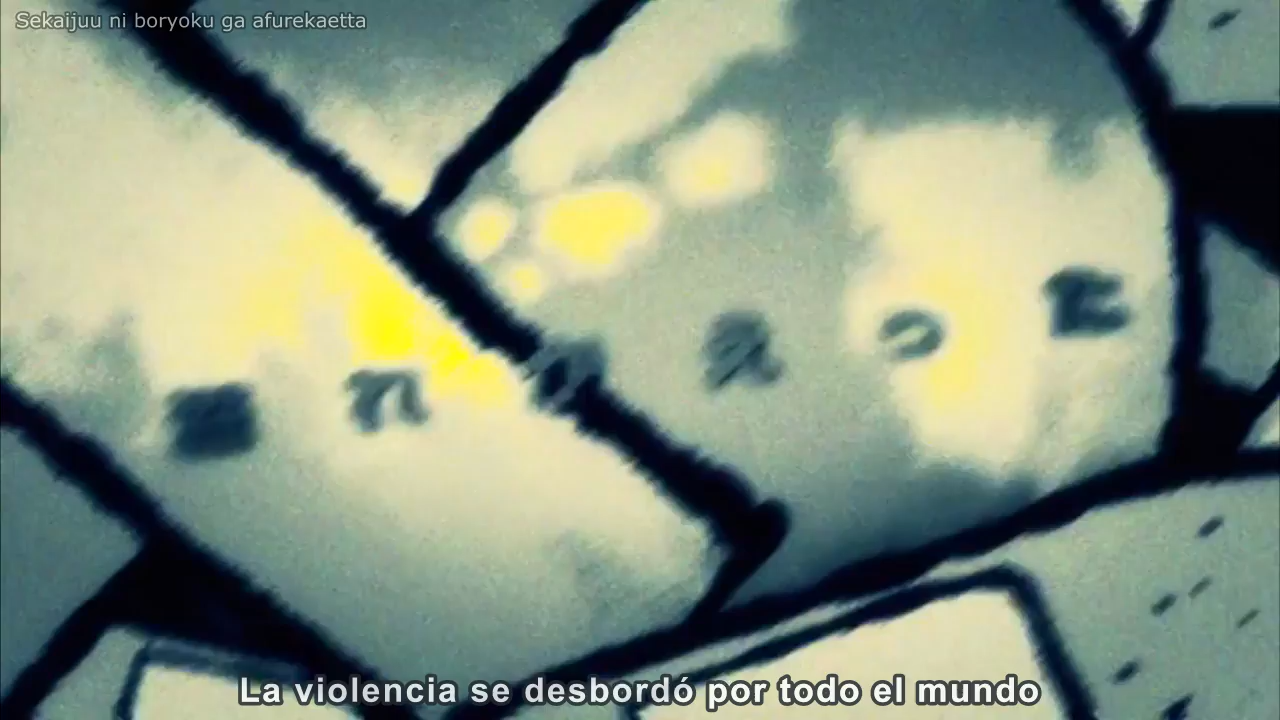 Sekaijuu ni boryoku ga afurekaetta
La violencia se desbordó por todo el mundo